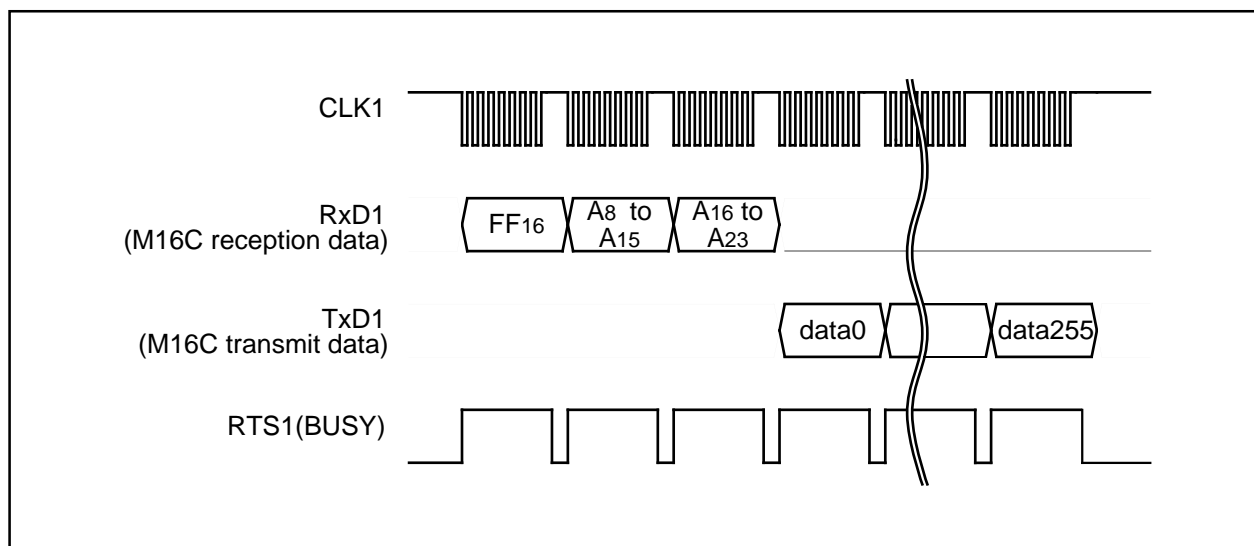 CLK1
RxD1
(M16C reception data)
FF16
A8 to
A15
A16 to
A23
TxD1
(M16C transmit data)
data0
data255
RTS1(BUSY)